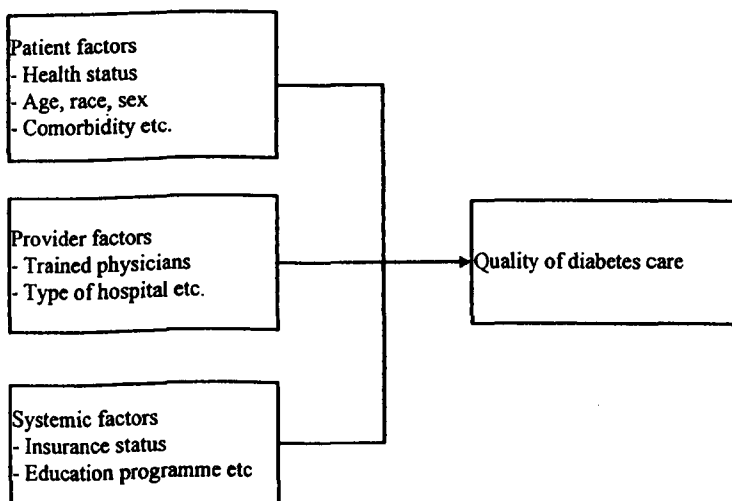 Patient factors
- Health status
- Age, race, sex
- Comorbidity etc.
Provider factors
- Trained physicians
- Type of hospital etc.
Quality of diabetes care
Systemic factors
- Insurance status
- Education programme etc